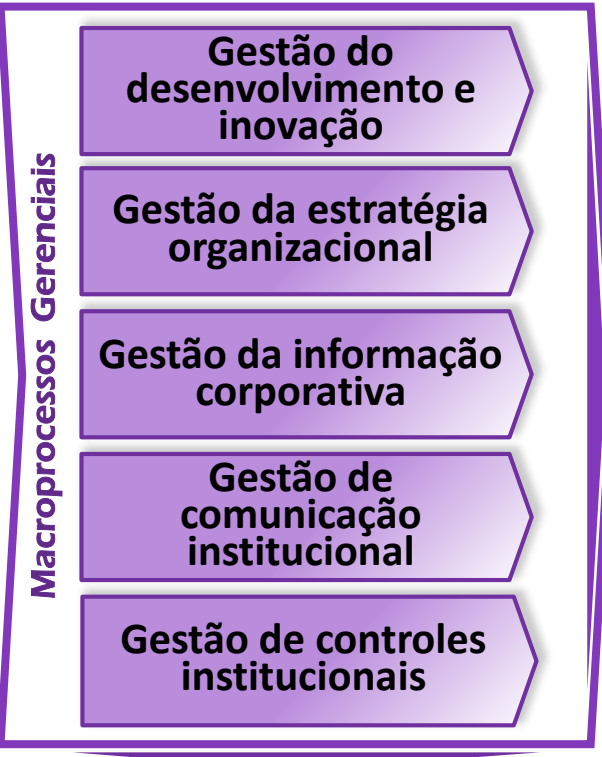 Macroprocessos Gerenciais
Gestão do
desenvolvimento e
inovação
Gestão da estratégia
organizacional
Gestão da informação
corporativa
Gestão de
comunicação
institucional
Gestão de controles
institucionais